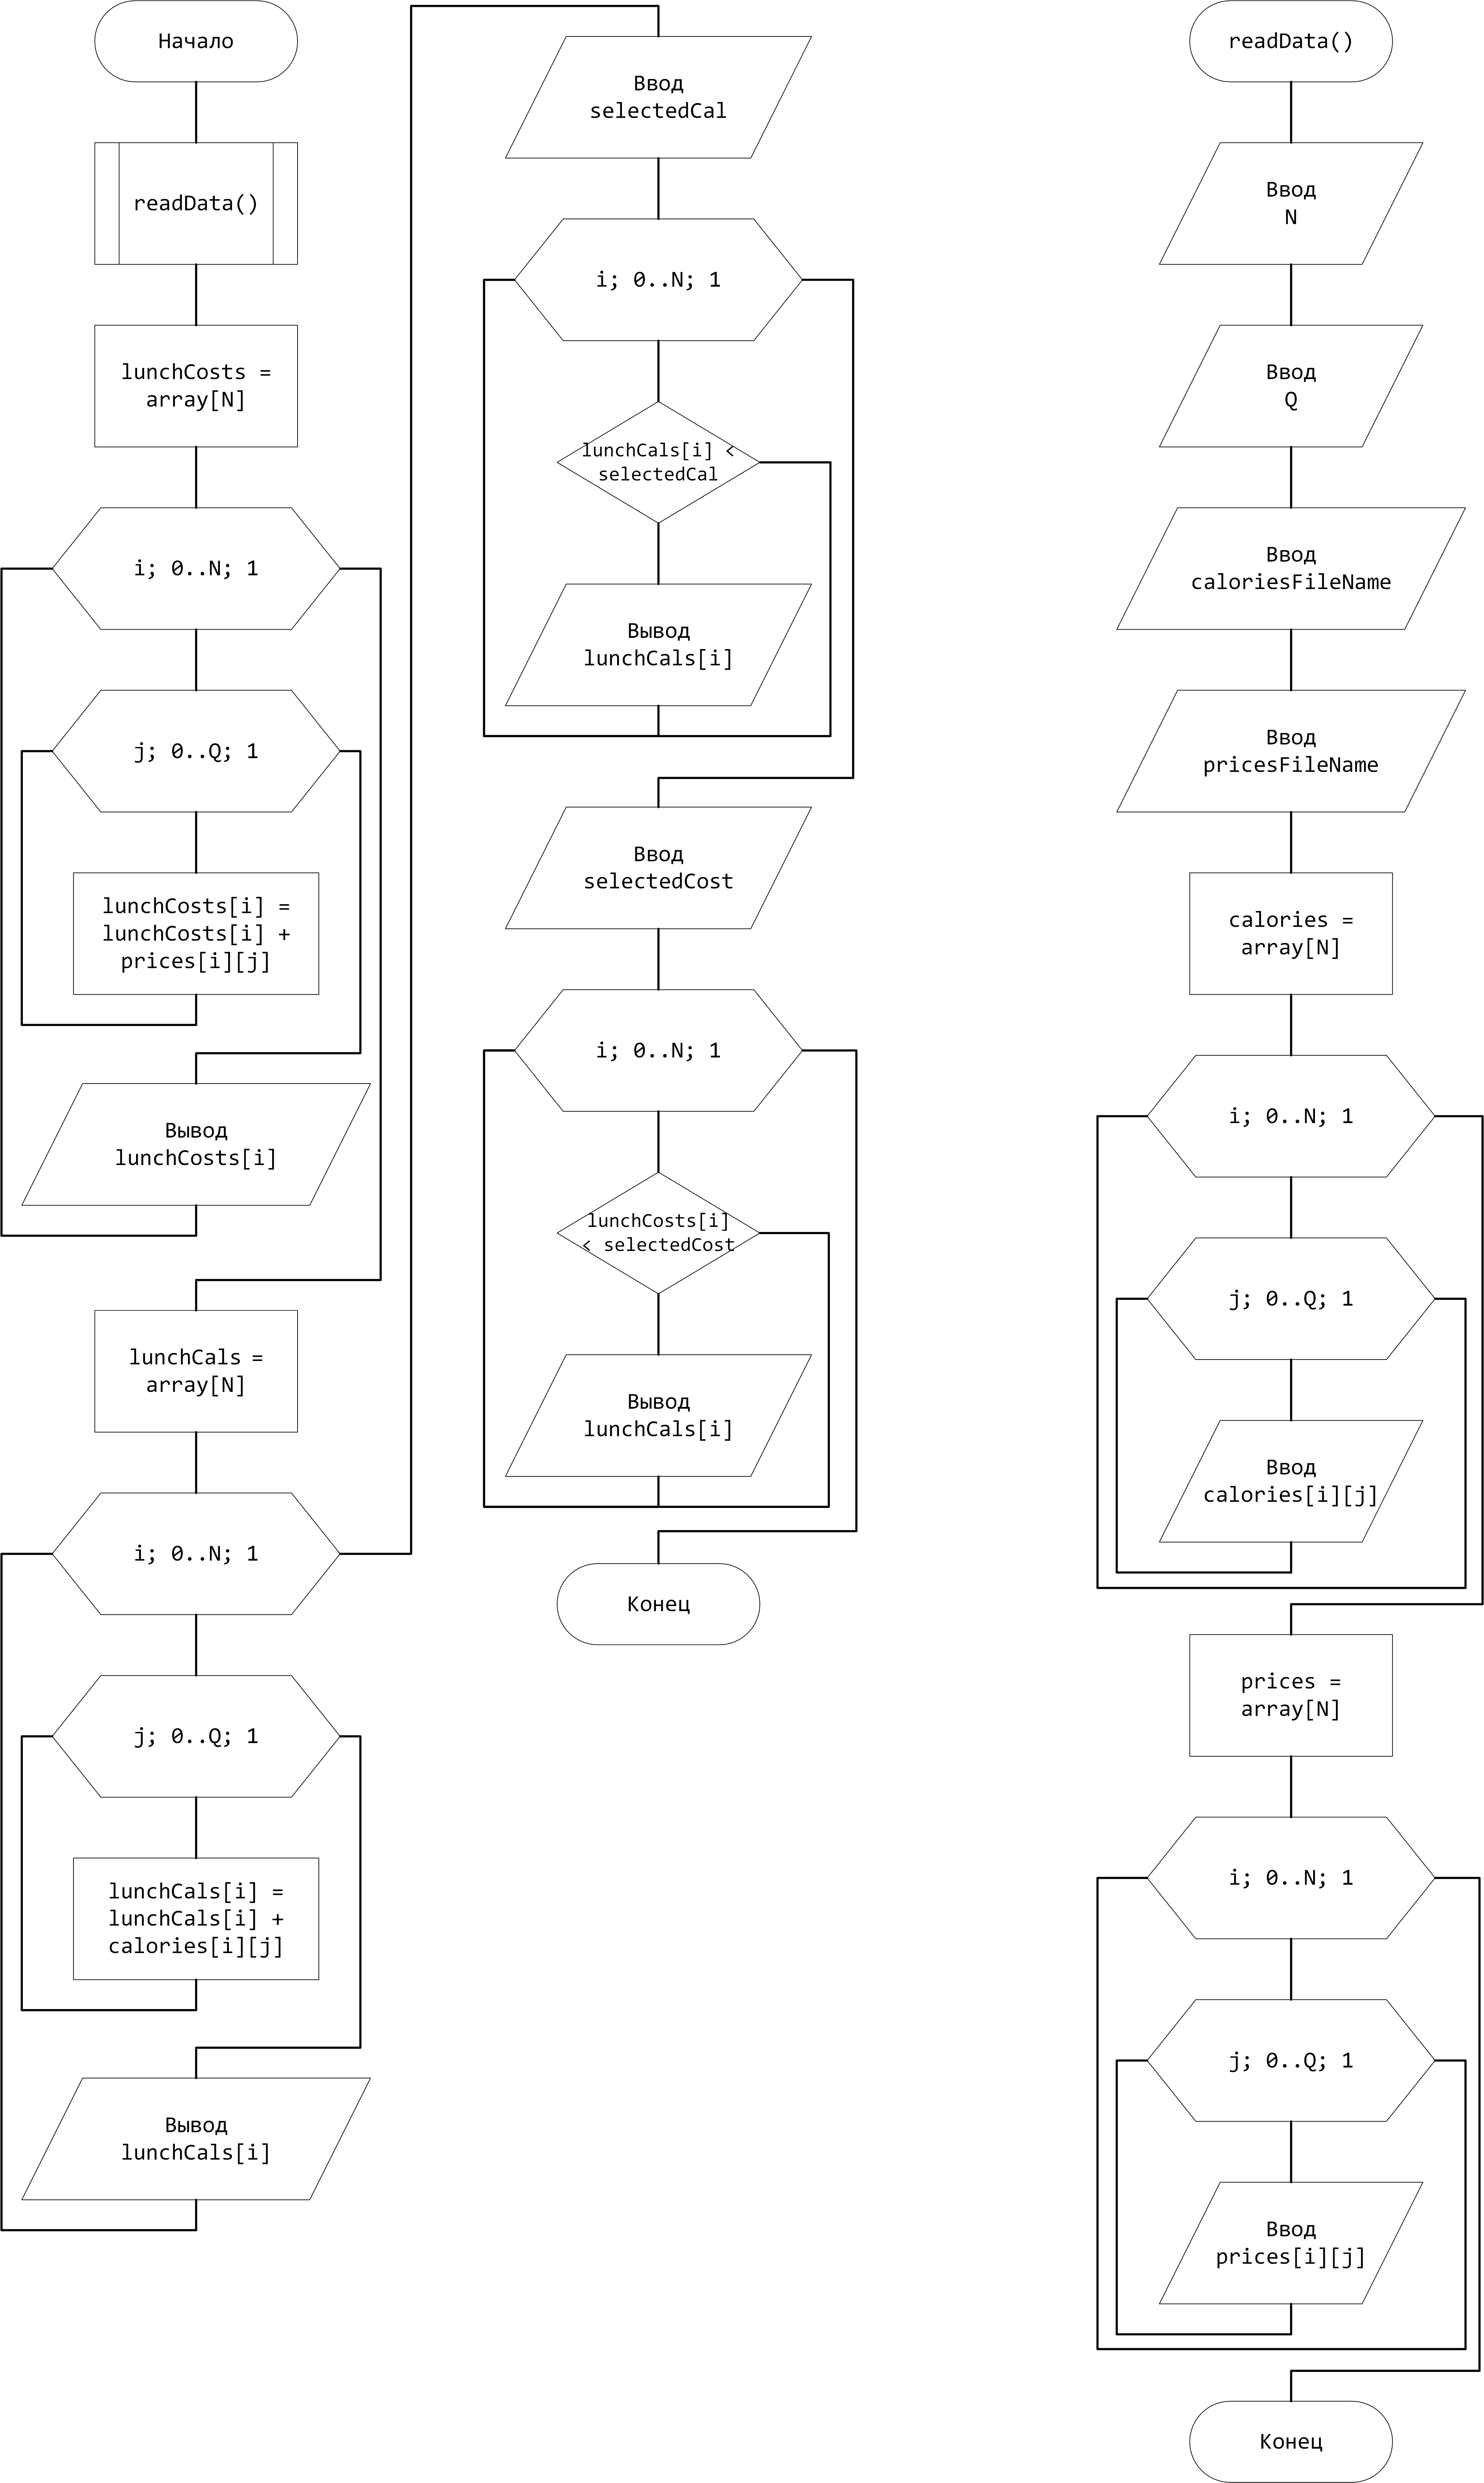 Начало
readData()
lunchCosts =
array[N]
i; 0..N; 1
j; 0..Q; 1
lunchCosts[i] =
lunchCosts[i] +
prices[i][j]
Вывод
lunchCosts[i]
lunchCals =
array[N]
i; 0..N; 1
j; 0..Q; 1
lunchCals[i] =
lunchCals[i] +
calories[i][j]
Вывод
lunchCals[i]
Ввод
selectedCal
i; 0..N; 1
lunchCals[i] <
selectedCal
Вывод
lunchCals[i]
Ввод
selectedCost
i; 0..N; 1
lunchCosts[i]
< selectedCost
Вывод
lunchCals[i]
Конец
readData()
Ввод
N
Ввод
Q
Ввод
caloriesFileName
Ввод
pricesFileName
calories =
array[N]
i; 0..N; 1
j; 0..Q; 1
Ввод
calories[i][j]
prices =
array[N]
i; 0..N; 1
j; 0..Q; 1
Ввод
prices[i][j]
Конец